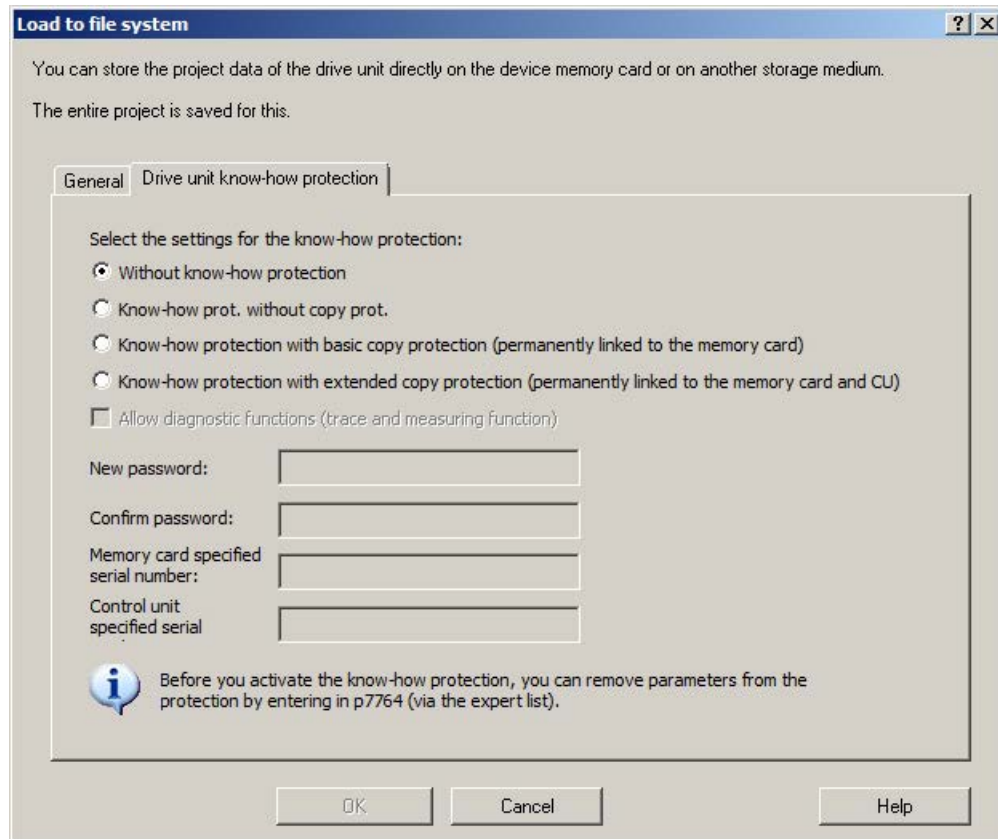 Load to file system
You can store the project data of the drive unit directly on the device memory card or on another storage medium.
The entire project is saved for this.
General
Drive unit know-how protection
Select the settings for the know-how protection:
Without know-how protection
Know-how prot. without copy prot.
Know-how protection with basic copy protection (permanently linked to the memory card)
Know-how protection with extended copy protection (permanently linked to the memory card and CU)
Allow diagnostic functions (trace and measuring function)
New password:
Confirm password:
Memory card specified
serial number:
Control unit
specified serial
Before you activate the know-how protection, you can remove parameters from the
protection by entering in p7764 (via the expert list).
OK
Cancel
Help